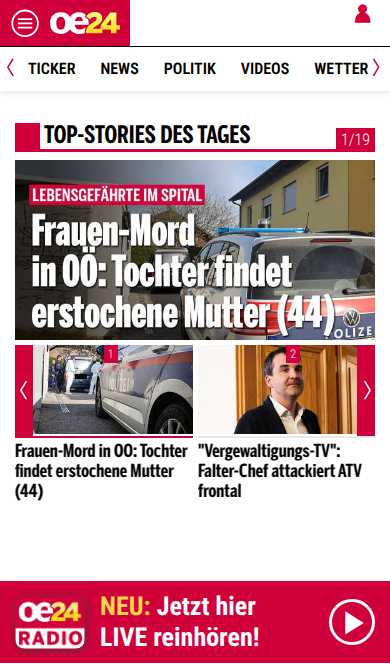 oe24
TICKER NEWS POLITIK VIDEOS WETTER
TOP-STORIES DES TAGES
1/19
LEBENSGEFÄHRTE IM SPITAL
Frauen-Mord
in OÖ: Tochter findet
erstochene Mutter (44)
POLIZE
1
2
Frauen-Mord in OÖ: Tochter
findet erstochene Mutter
(44)
"Vergewaltigungs-TV":
Falter-Chef attackiert ATV
frontal
oe24
RADIO
NEU: Jetzt hier
LIVE reinhören!